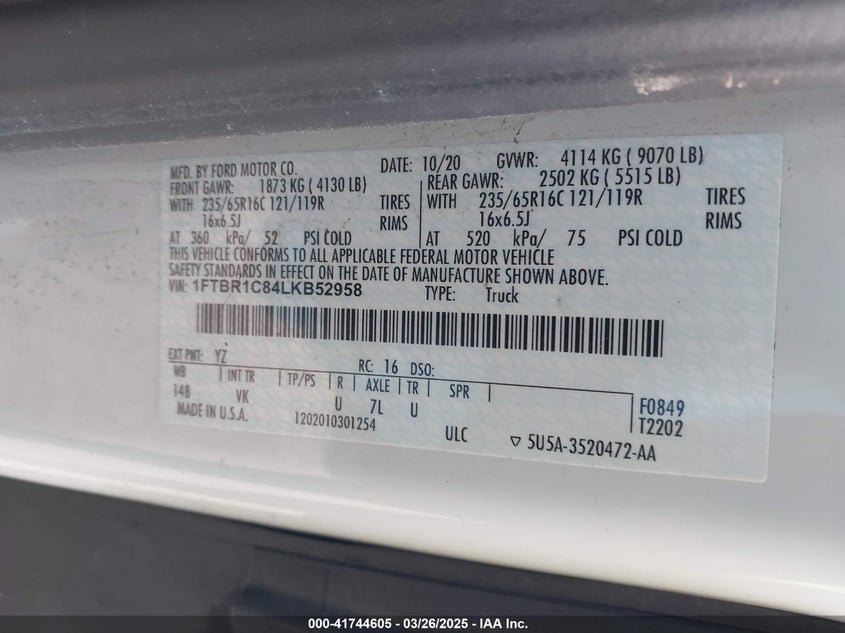 MFD. BY FORD MOTOR CO. DATE: 10/20 GVWR: 4114 KG ( 9070 LB)
FRONT GAWR: 1873 KG ( 4130 LB) REAR GAWR: 2502 KG ( 5515 LB)
WITH 235/65R16C 121/119R TIRES WITH 235/65R16C 121/119R TIRES
16x6.5J RIMS 16x6.5J RIMS
AT 360 kPa/ 52 PSI COLD AT 520 kPa/ 75 PSI COLD
THIS VEHICLE CONFORMS TO ALL APPLICABLE FEDERAL MOTOR VEHICLE
SAFETY STANDARDS IN EFFECT ON THE DATE OF MANUFACTURE SHOWN ABOVE.
VIN: 1FTBR1C84LKB52958 TYPE: Truck
EXT PNT: YZ RC: 16 DSO:
WB INT TR TP/PS R AXLE TR SPR
14B VK U 7L U F0849
MADE IN U.S.A. 1202010301254 T2202
ULC 5U5A-3520472-AA
000-41744605 - 03/26/2025 - IAA Inc.